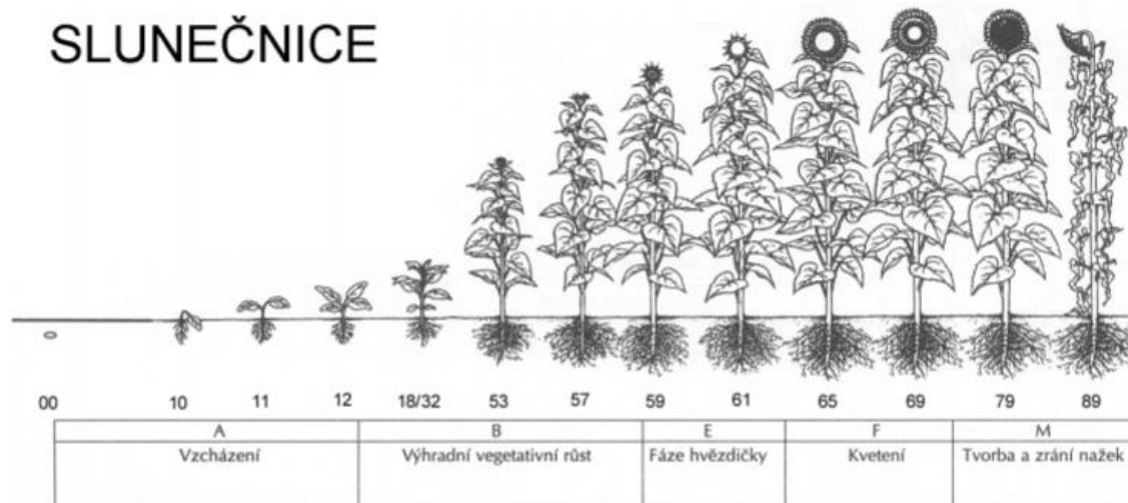 SLUNEČNICE
00 10 11 12 18/32 53 57 59 61 65 69 79 89
A B E F M
Vzcházení Výhradní vegetativní růst Fáze hvězdičky Kvetení Tvorba a zrání nažek